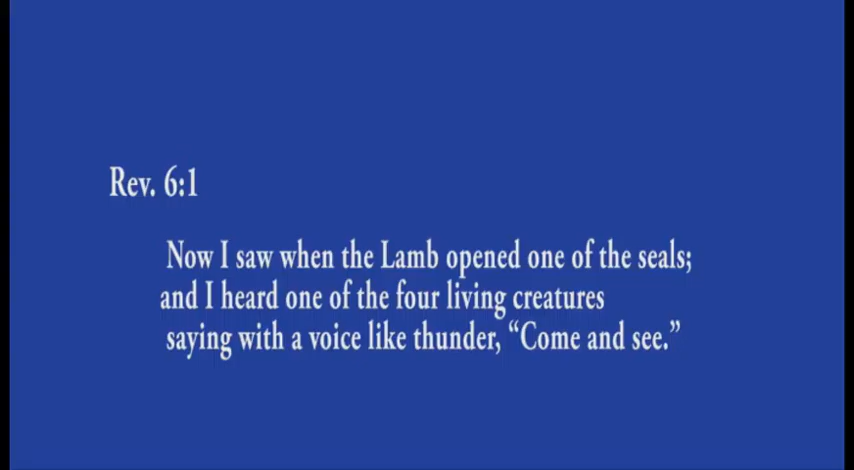 Rev. 6:1
Now I saw when the Lamb opened one of the seals;
and I heard one of the four living creatures
saying with a voice like thunder, “Come and see.”